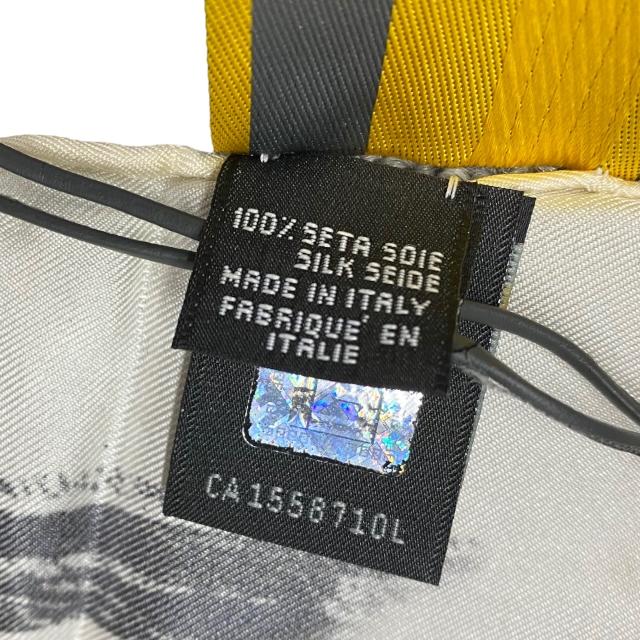 100% SETA SOIE
SILK SEIDE
MADE IN ITALY
FABRIQUE' EN
ITALIE
CA1558710L